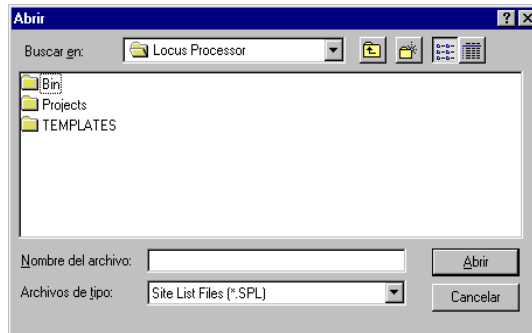 Abrir
Buscar en: Locus Processor
Bin
Projects
TEMPLATES
Nombre del archivo: Abrir
Archivos de tipo: Site List Files (*.SPL) Cancelar